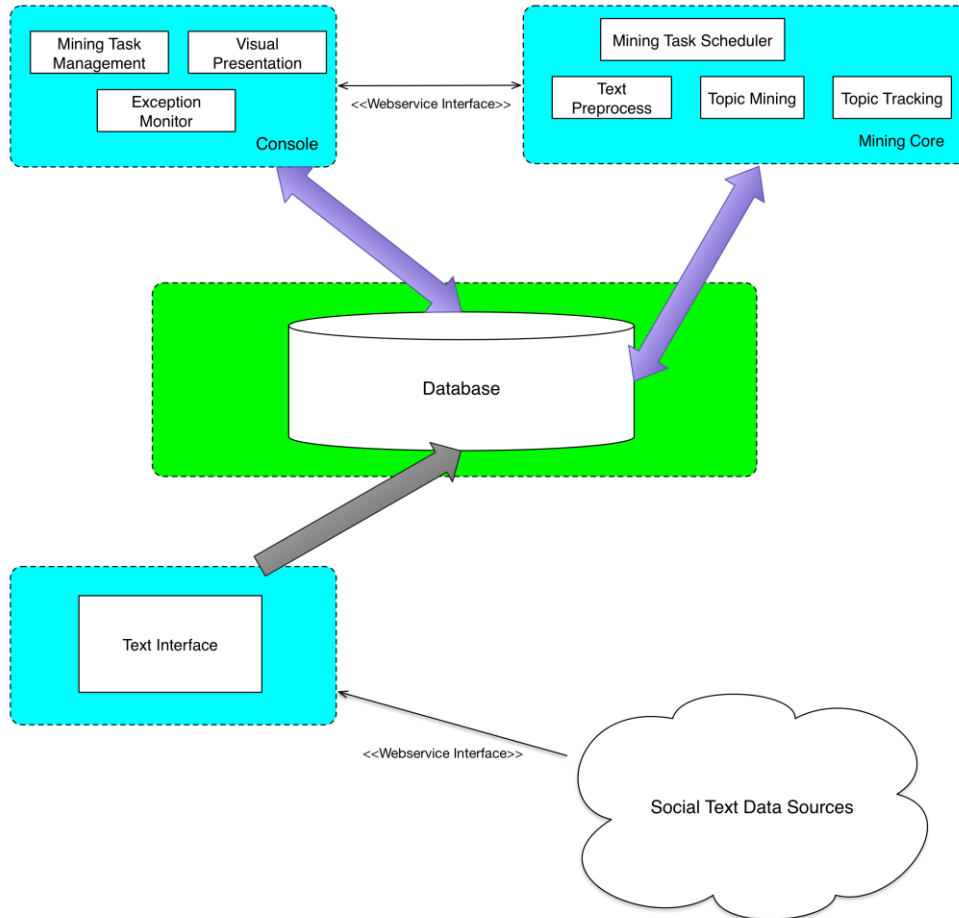 Mining Task
Management
Visual
Presentation
Exception
Monitor
Console
<<Webservice Interface>>
Mining Task Scheduler
Text
Preprocess
Topic Mining
Topic Tracking
Mining Core
Database
Text Interface
<<Webservice Interface>>
Social Text Data Sources